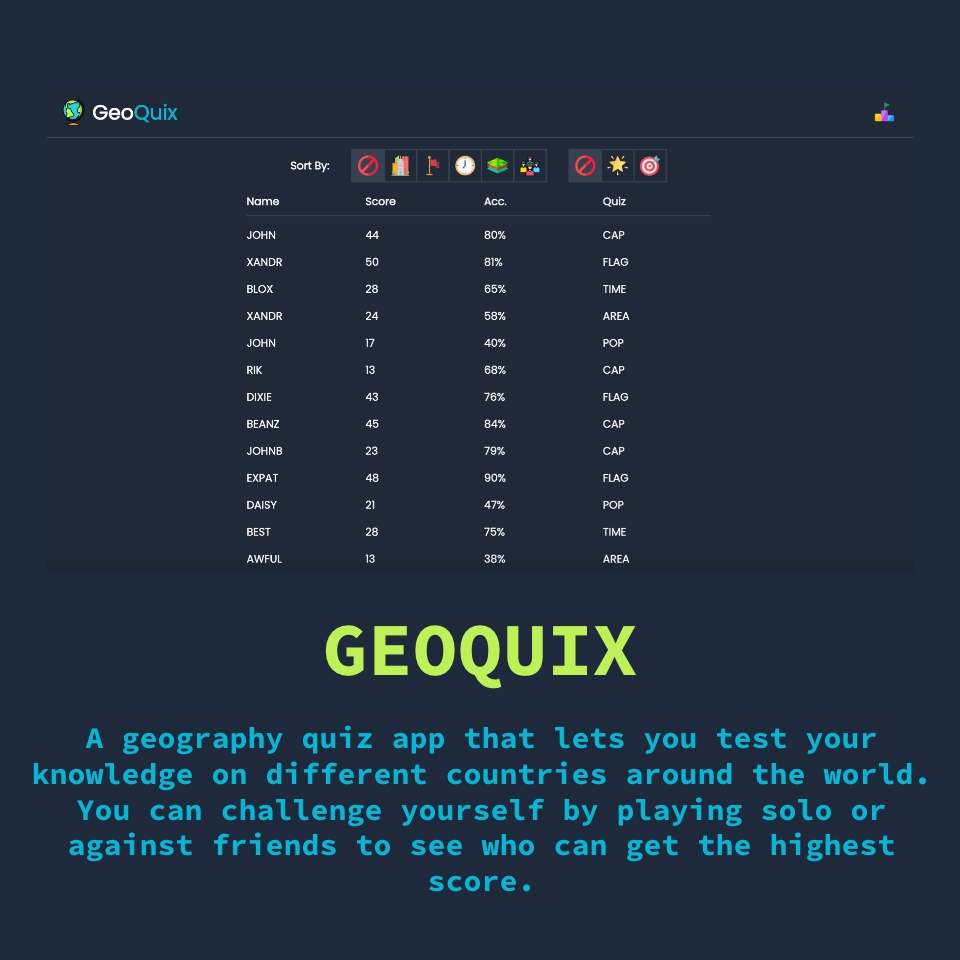 GeoQuix
Sort By:
Name Score Acc. Quiz
JOHN 44 80% CAP
XANDR 50 81% FLAG
BLOX 28 65% TIME
XANDR 24 58% AREA
JOHN 17 40% POP
RIK 13 68% CAP
DIXIE 43 76% FLAG
BEANZ 45 84% CAP
JOHNB 23 79% CAP
EXPAT 48 90% FLAG
DAISY 21 47% POP
BEST 28 75% TIME
AWFUL 13 38% AREA
GEOQUIX
A geography quiz app that lets you test your
knowledge on different countries around the world.
You can challenge yourself by playing solo or
against friends to see who can get the highest
score.